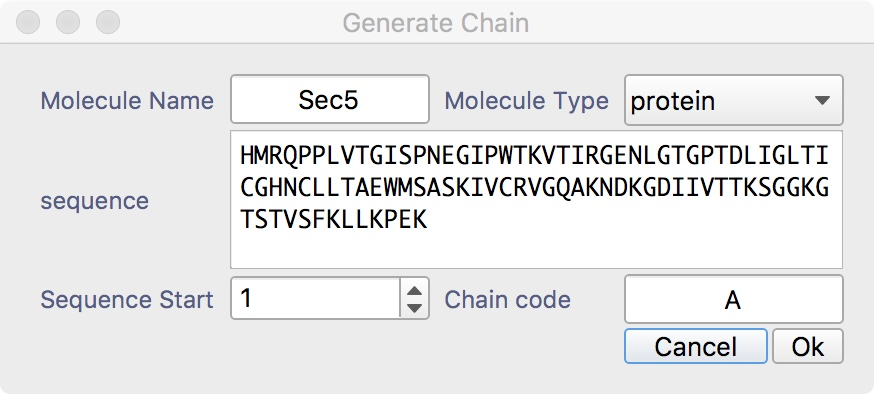 Generate Chain
Molecule Name Sec5 Molecule Type protein
sequence
HMRQPPLVTGISPNEGIPWTKVTIRGENLGTGPTDLIGLTI
CGHNCLLTAEWMSASKIVCRVGQAKNDKGDIIVTTKSGGKG
TSTVSFKLLKPEK
Sequence Start 1 Chain code A
Cancel Ok